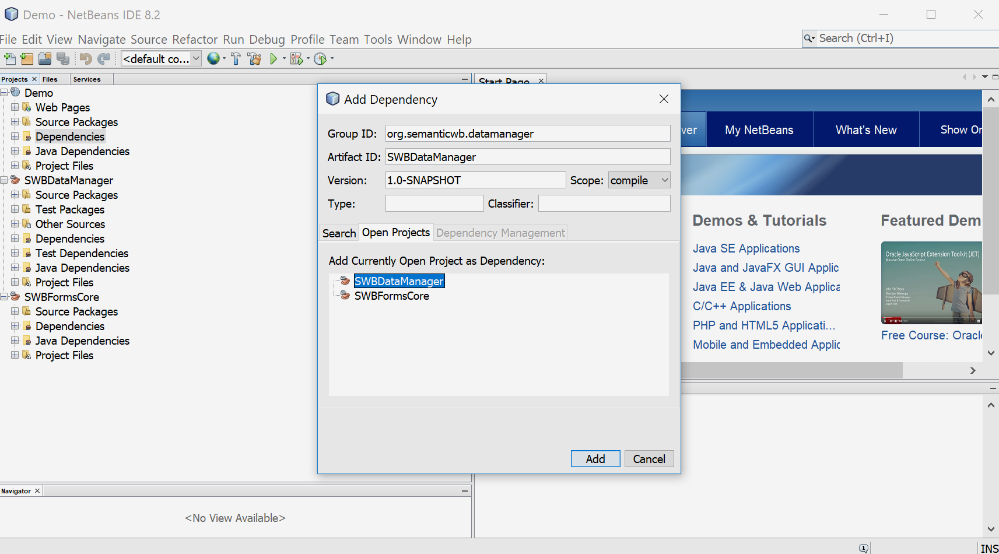 Demo - NetBeans IDE 8.2
File Edit View Navigate Source Refactor Run Debug Profile Team Tools Window Help
Search (Ctrl+I)
<default co...
Projects Files Services
Start Page
Demo
Web Pages
Source Packages
Dependencies
Java Dependencies
Project Files
SWBDataManager
Source Packages
Test Packages
Other Sources
Dependencies
Test Dependencies
Java Dependencies
Project Files
SWBFormsCore
Source Packages
Dependencies
Java Dependencies
Project Files
Navigator
<No View Available>
Add Dependency
Group ID: org.semanticwb.datamanager
Artifact ID: SWBDataManager
Version: 1.0-SNAPSHOT Scope: compile
Type: Classifier:
Search Open Projects Dependency Management
Add Currently Open Project as Dependency:
SWBDataManager
SWBFormsCore
Add Cancel
ver My NetBeans What's New Show Or
Demos & Tutorials
Java SE Applications
Java and JavaFX GUI Applic
Java EE & Java Web Applica
C/C++ Applications
PHP and HTML5 Applicati...
Mobile and Embedded Applic
Featured Dem
Oracle JavaScript Extension Toolkit (JET)
Massive Open Online Course
Free Course: Oracle
INS